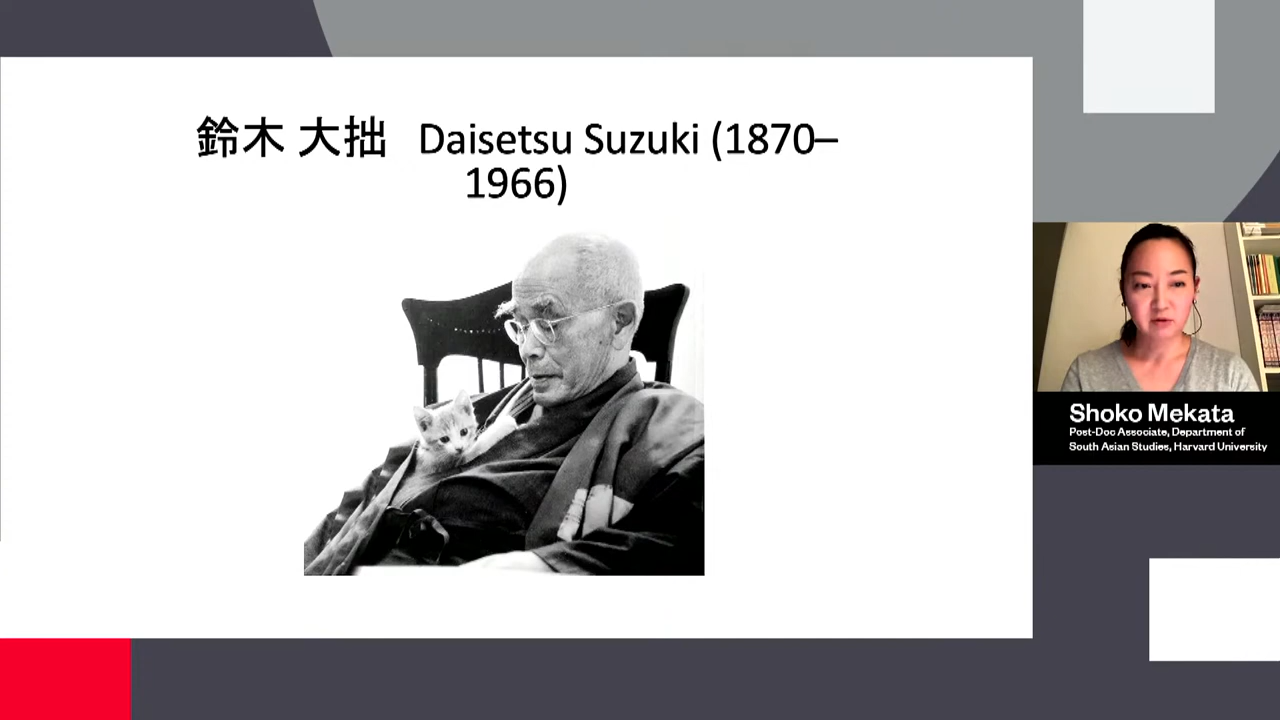 鈴木 大拙 Daisetsu Suzuki (1870–
1966)
Shoko Mekata
Post-Doc Associate, Department of
South Asian Studies, Harvard University